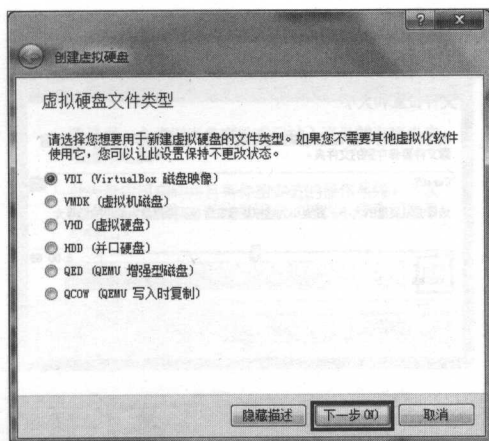 创建虚拟硬盘
虚拟硬盘文件类型
请选择您想要用于新建虚拟硬盘的文件类型。如果您不需要其他虚拟化软件
使用它,您可以让此设置保持不更改状态。
VDI (VirtualBox 磁盘映像)
VMDK (虚拟机磁盘)
VHD (虚拟硬盘)
HDD (并口硬盘)
QED (QEMU 增强型磁盘)
QCOW (QEMU 写入时复制)
隐藏描述 下一步(N) 取消